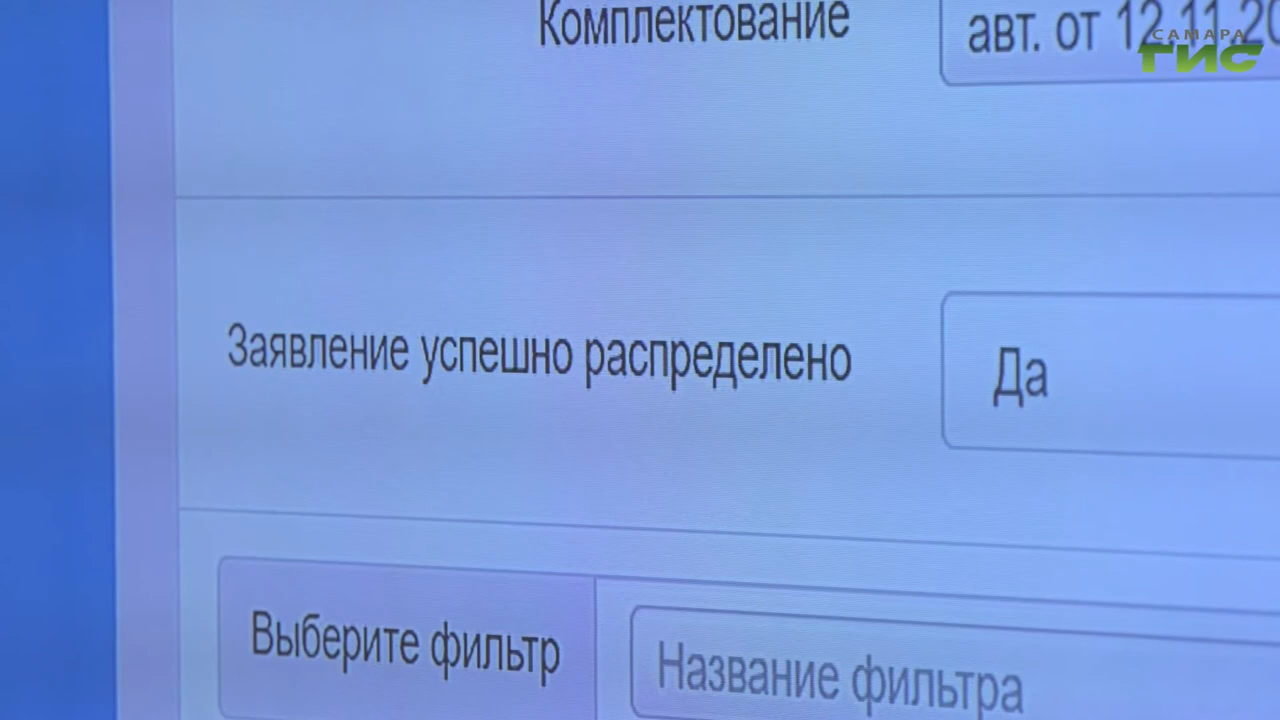 Комплектование
авт. от 12.11.20
САМАРА
ГИС
Заявление успешно распределено
Да
Выберите фильтр
Название фильтра